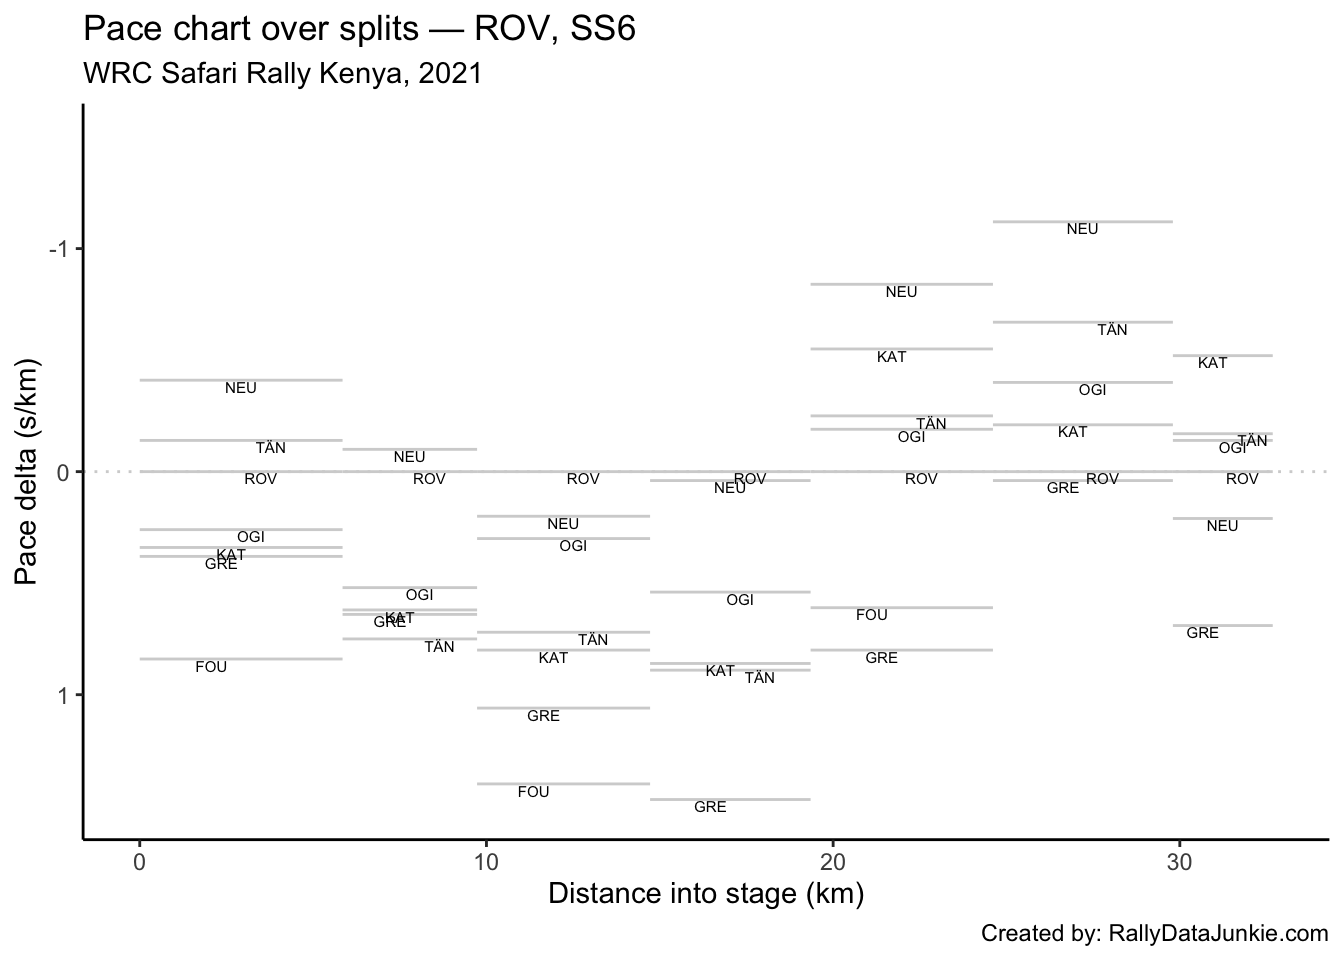 Pace chart over splits — ROV, SS6
WRC Safari Rally Kenya, 2021
Pace delta (s/km)
-1
0
1
NEU
TÄN
ROV
OGI
KAT
GRE
FOU
NEU
ROV
OGI
KAT
GRE
TÄN
ROV
NEU
OGI
TÄN
KAT
GRE
FOU
ROV
NEU
OGI
KAT
TÄN
GRE
NEU
KAT
TÄN
OGI
ROV
FOU
GRE
NEU
TÄN
OGI
KAT
ROV
GRE
KAT
TÄN
OGI
ROV
NEU
GRE
0 10 20 30
Distance into stage (km)
Created by: RallyDataJunkie.com